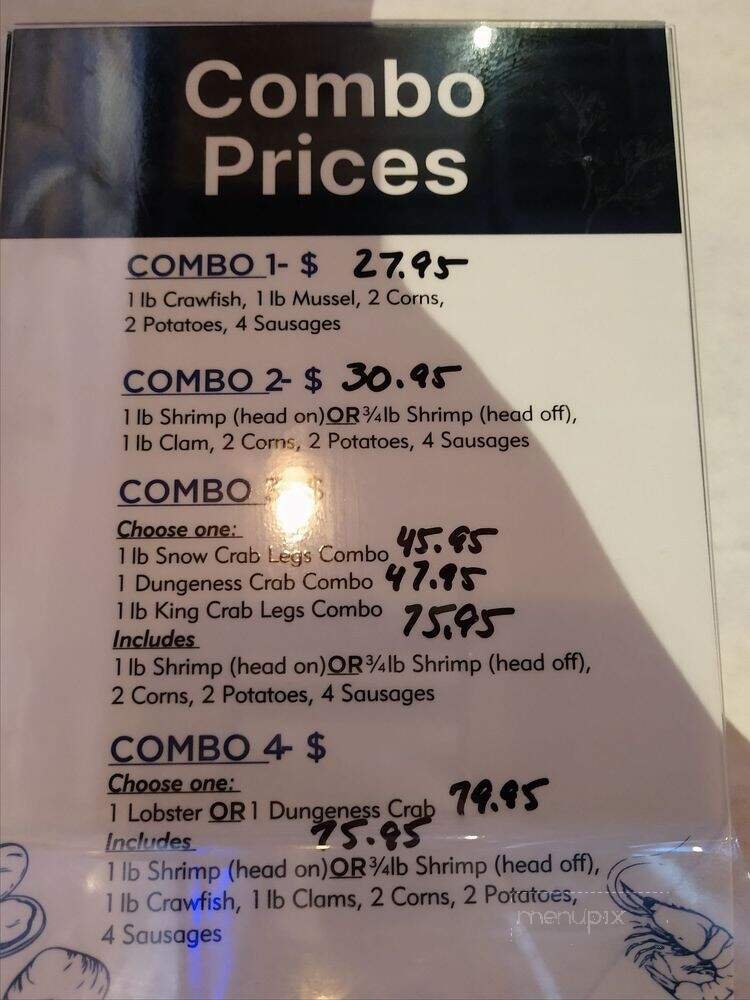 Combo
Prices
COMBO 1- $ 27.95
1 lb Crawfish, 1 lb Mussel, 2 Corns,
2 Potatoes, 4 Sausages
COMBO 2- $ 30.95
1 lb Shrimp (head on)OR¾lb Shrimp (head off),
1 lb Clam, 2 Corns, 2 Potatoes, 4 Sausages
COMBO 3- $
Choose one:
1 lb Snow Crab Legs Combo 45.95
1 Dungeness Crab Combo 47.95
1 lb King Crab Legs Combo 75.95
Includes
1 lb Shrimp (head on)OR¾lb Shrimp (head off),
2 Corns, 2 Potatoes, 4 Sausages
COMBO 4- $
Choose one:
1 Lobster OR 1 Dungeness Crab 79.95
Includes 75.95
1 lb Shrimp (head on)OR¾lb Shrimp (head off),
1 lb Crawfish, 1 lb Clams, 2 Corns, 2 Potatoes,
4 Sausages
menupix